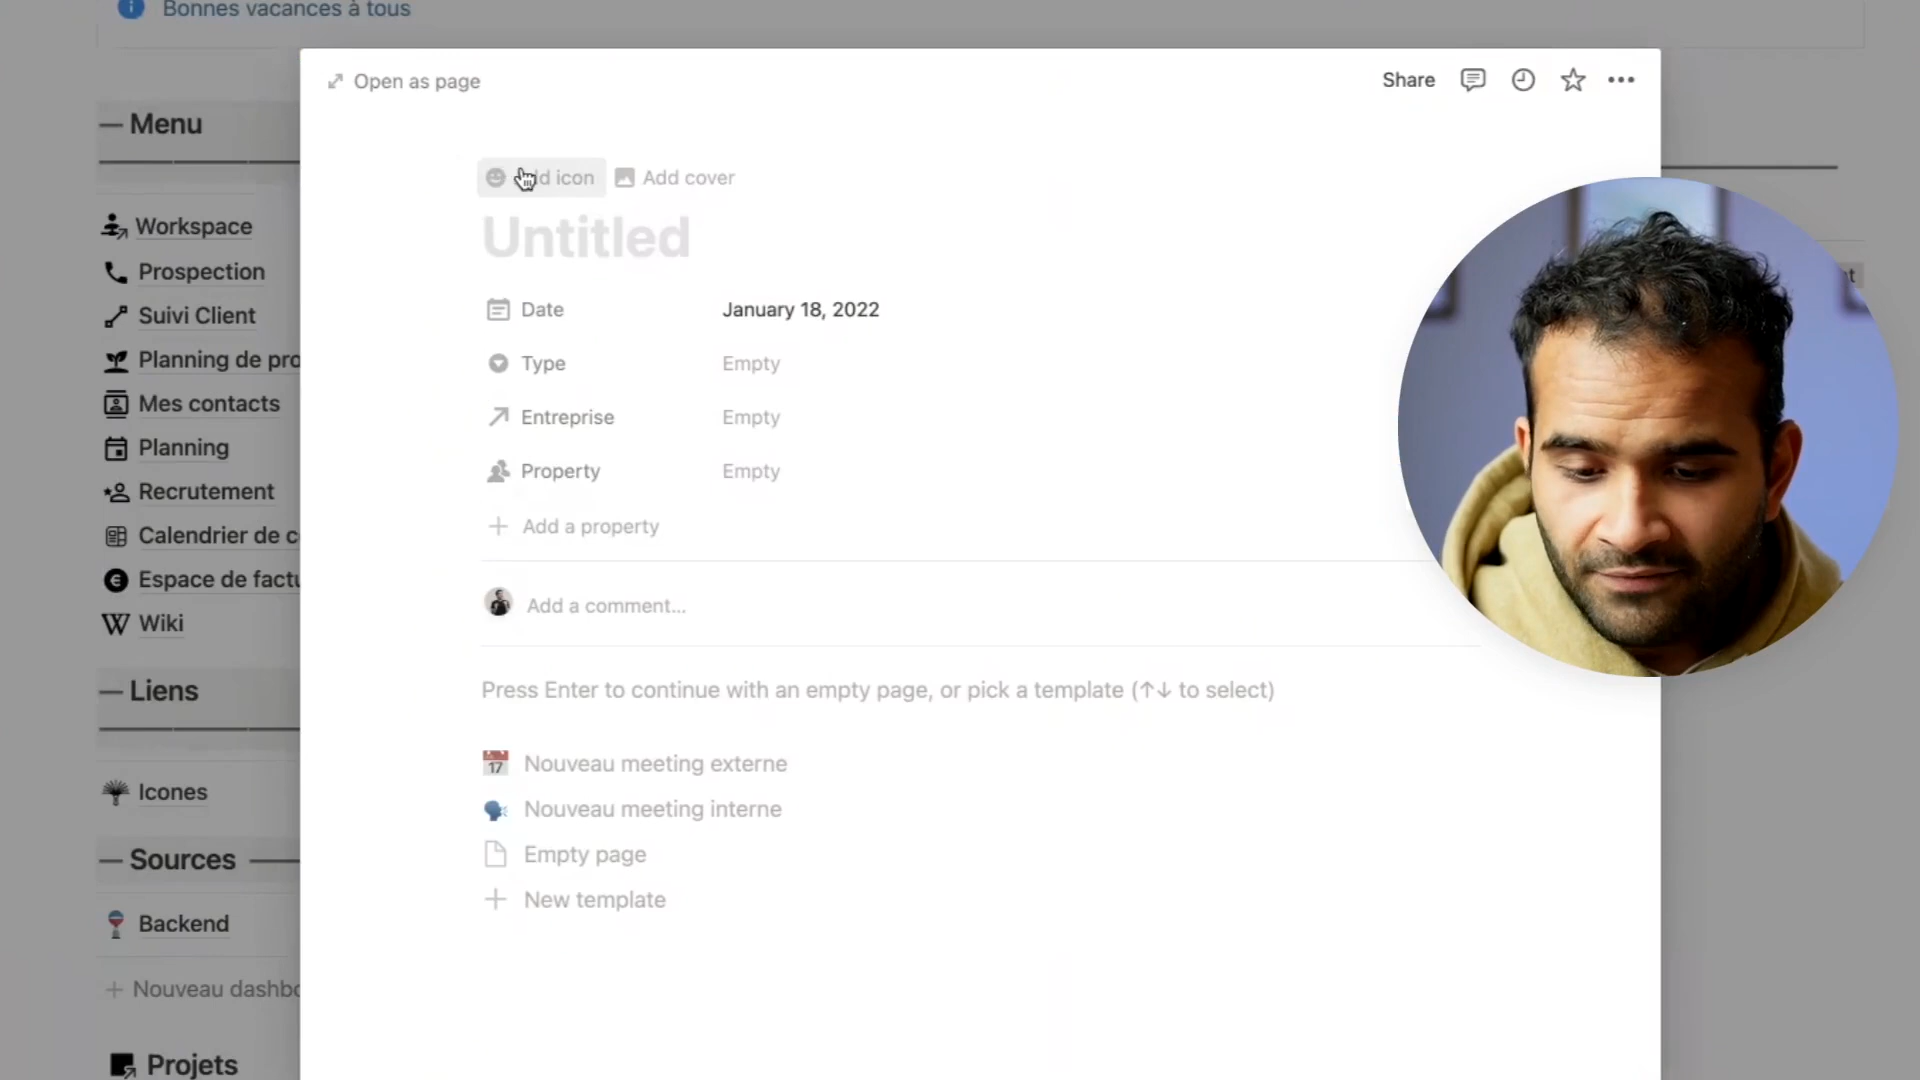 Bonnes vacances à tous
Open as page
Share
— Menu
Add cover
Untitled
Workspace
Prospection
Suivi Client
Planning de pro
Mes contacts
Planning
Recrutement
Calendrier de c
Espace de factu
Wiki
Date January 18, 2022
Type Empty
Entreprise Empty
Property Empty
Add a property
Add a comment...
Press Enter to continue with an empty page, or pick a template (↑↓ to select)
17 Nouveau meeting externe
Nouveau meeting interne
Empty page
New template
— Liens
Icones
— Sources
Backend
Nouveau dashbo
Projets